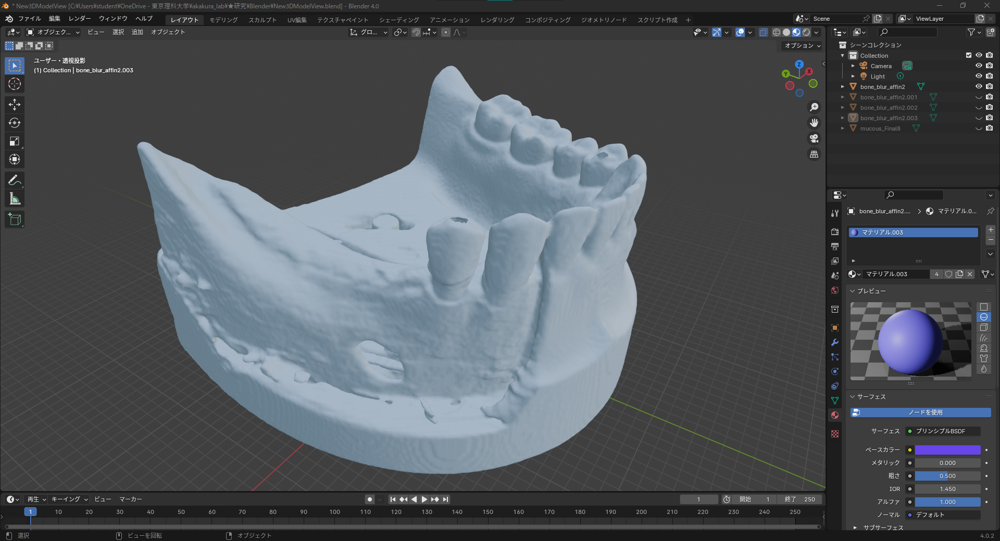 * New3DModelView [C:¥Users¥student¥OneDrive - 東京理科大学¥akakura_lab¥★研究¥Blender¥New3DModelView.blend] - Blender 4.0
ファイル 編集 レンダー ウィンドウ ヘルプ レイアウト モデリング スカルプト UV編集 テクスチャペイント シェーディング アニメーション レンダリング コンポジティング ジオメトリノード スクリプト作成 +
Scene ViewLayer
オブジェク... ビュー 選択 追加 オブジェクト グロ...
オプション
ユーザー・透視投影
(1) Collection | bone_blur_affin2.003
Z
X
Y
シーンコレクション
Collection
Camera
Light
bone_blur_affin2
bone_blur_affin2.001
bone_blur_affin2.002
bone_blur_affin2.003
mucous_Final8
bone_blur_affin2.... マテリアル.0...
マテリアル.003
マテリアル.003 4
プレビュー
サーフェス
ノードを使用
サーフェス プリンシプルBSDF
ベースカラー
メタリック 0.000
粗さ 0.500
IOR 1.450
アルファ 1.000
ノーマル デフォルト
サブサーフェス
再生 キーイング ビュー マーカー 1 開始 1 終了 250
1 10 20 30 40 50 60 70 80 90 100 110 120 130 140 150 160 170 180 190 200 210 220 230 240 250
選択 ビューを回転 オブジェクト 4.0.2